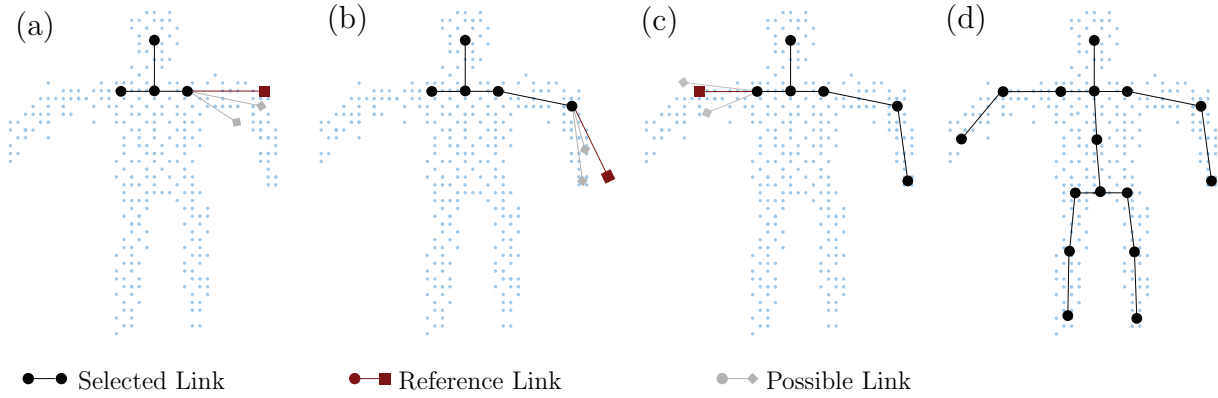 (a)
(b)
(c)
(d)
Selected Link
Reference Link
Possible Link